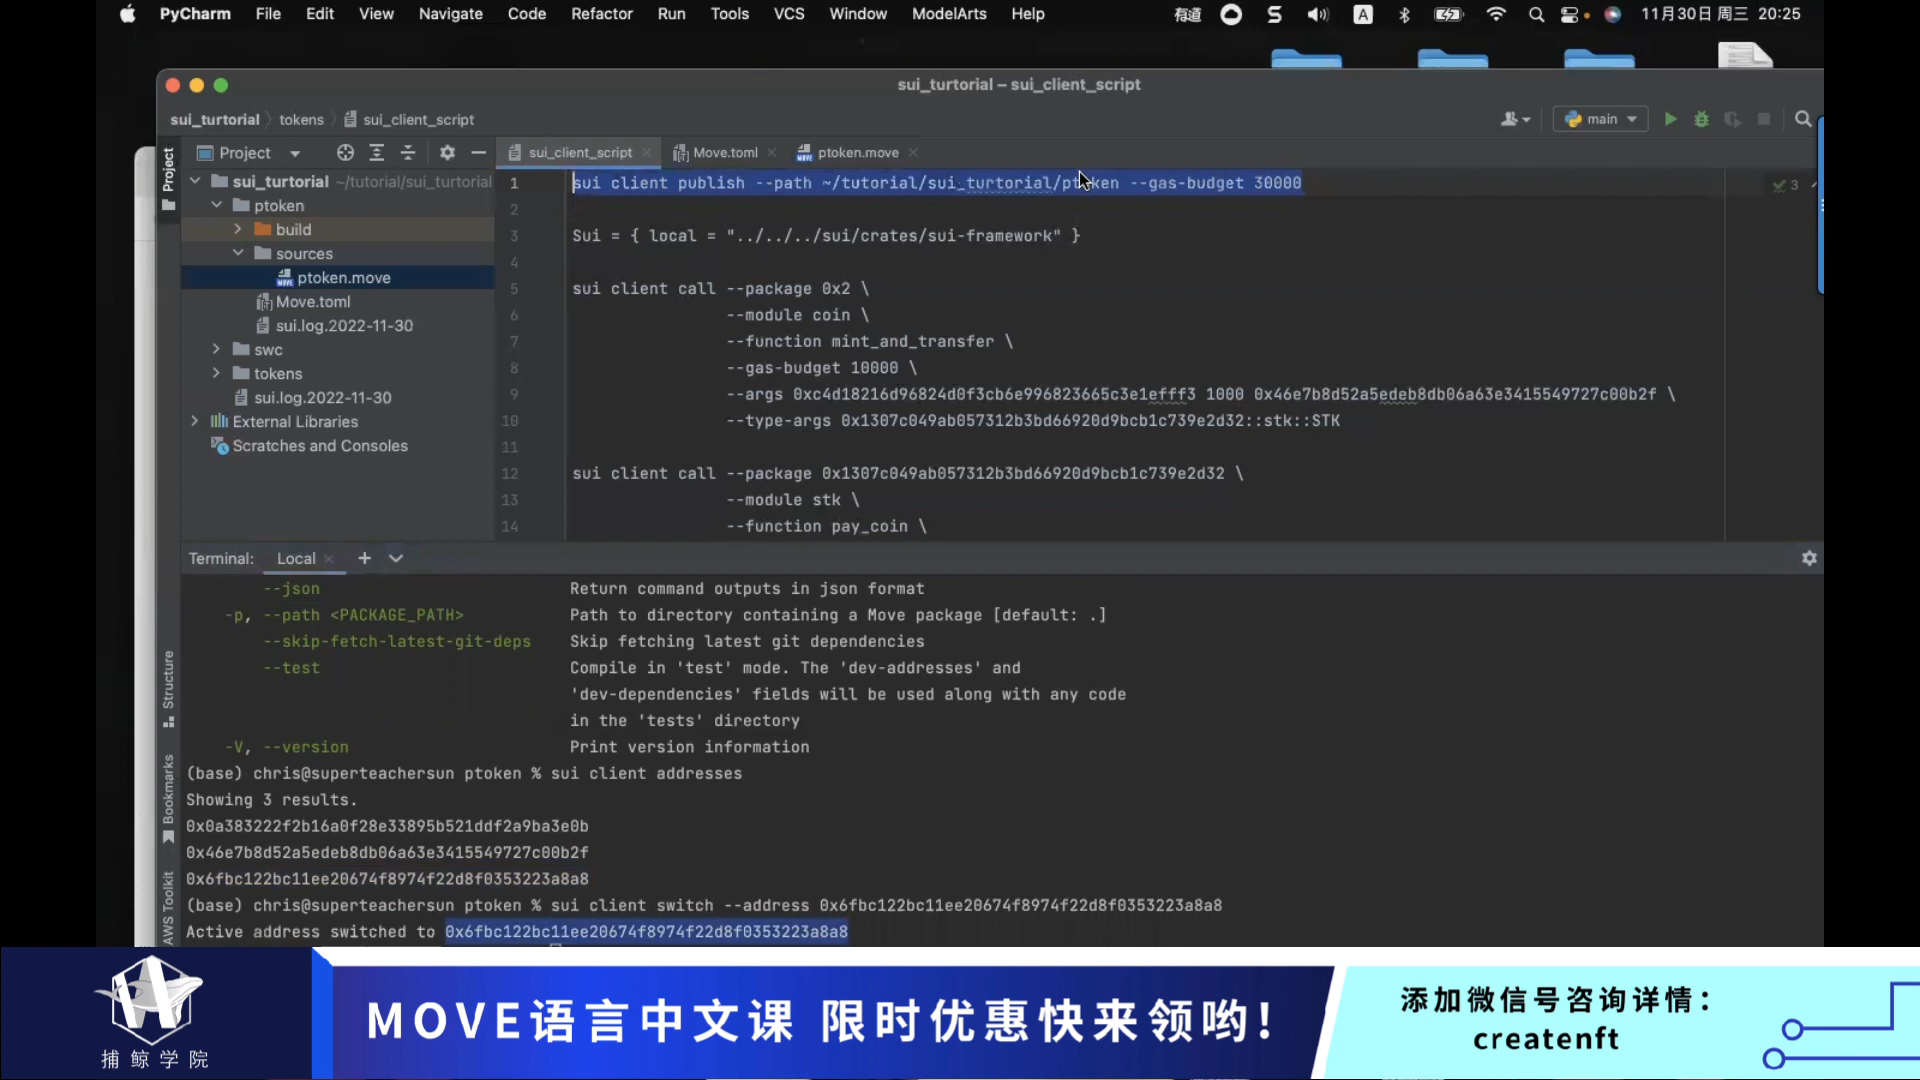 PyCharm File Edit View Navigate Code Refactor Run Tools VCS Window ModelArts Help 有道 S A 11月30日 周三 20:25
sui_turtorial – sui_client_script
sui_turtorial tokens sui_client_script main
Project Project sui_client_script Move.toml ptoken.move
sui_turtorial ~/tutorial/sui_turtorial
ptoken
build
sources
MOVE ptoken.move
Move.toml
sui.log.2022-11-30
swc
tokens
sui.log.2022-11-30
External Libraries
Scratches and Consoles
3
1 sui client publish --path ~/tutorial/sui_turtorial/ptoken --gas-budget 30000
2
3 Sui = { local = "../../../sui/crates/sui-framework" }
4
5 sui client call --package 0x2 \
6 --module coin \
7 --function mint_and_transfer \
8 --gas-budget 10000 \
9 --args 0xc4d18216d96824d0f3cb6e996823665c3e1efff3 1000 0x46e7b8d52a5edeb8db06a63e3415549727c00b2f \
10 --type-args 0x1307c049ab057312b3bd66920d9bcb1c739e2d32::stk::STK
11
12 sui client call --package 0x1307c049ab057312b3bd66920d9bcb1c739e2d32 \
13 --module stk \
14 --function pay_coin \
Terminal: Local
--json Return command outputs in json format
-p, --path <PACKAGE_PATH> Path to directory containing a Move package [default: .]
--skip-fetch-latest-git-deps Skip fetching latest git dependencies
--test Compile in 'test' mode. The 'dev-addresses' and
'dev-dependencies' fields will be used along with any code
in the 'tests' directory
-V, --version Print version information
(base) chris@superteachersun ptoken % sui client addresses
Showing 3 results.
0x0a383222f2b16a0f28e33895b521ddf2a9ba3e0b
0x46e7b8d52a5edeb8db06a63e3415549727c00b2f
0x6fbc122bc11ee20674f8974f22d8f0353223a8a8
(base) chris@superteachersun ptoken % sui client switch --address 0x6fbc122bc11ee20674f8974f22d8f0353223a8a8
Active address switched to 0x6fbc122bc11ee20674f8974f22d8f0353223a8a8
Structure
Bookmarks
AWS Toolkit
捕鲸学院
MOVE语言中文课 限时优惠快来领哟!
添加微信号咨询详情:
createnft